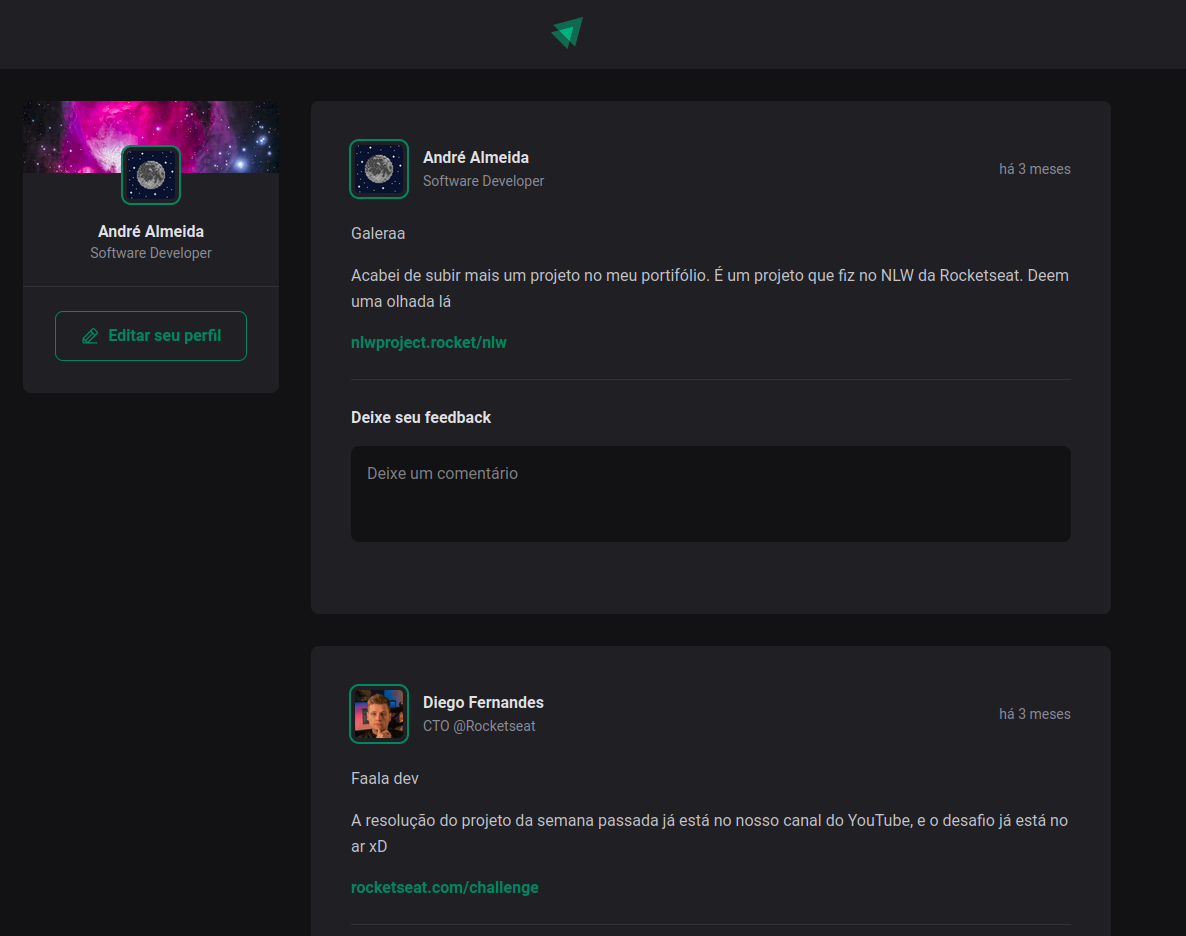 André Almeida
Software Developer
Editar seu perfil
André Almeida
Software Developer
há 3 meses
Galeraa
Acabei de subir mais um projeto no meu portifólio. É um projeto que fiz no NLW da Rocketseat. Deem
uma olhada lá
nlwproject.rocket/nlw
Deixe seu feedback
Deixe um comentário
Diego Fernandes
CTO @Rocketseat
há 3 meses
Faala dev
A resolução do projeto da semana passada já está no nosso canal do YouTube, e o desafio já está no
ar xD
rocketseat.com/challenge